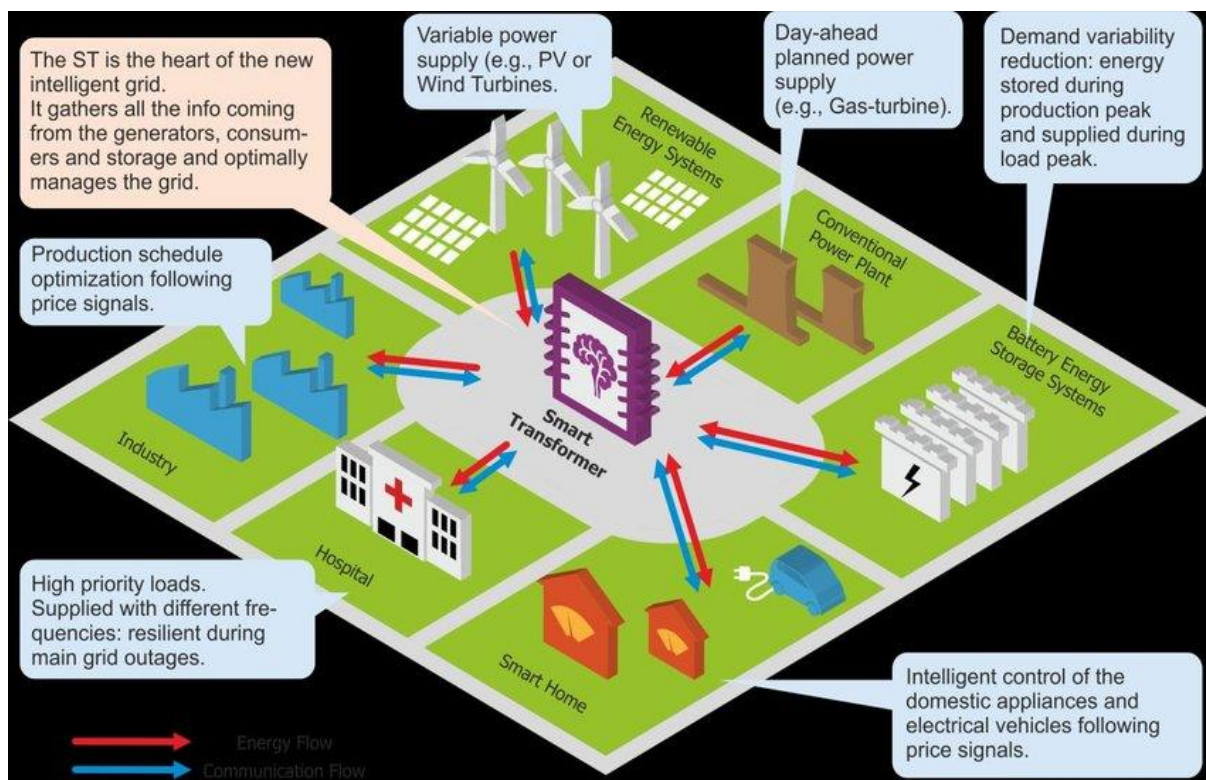 The ST is the heart of the new
intelligent grid.
It gathers all the info coming
from the generators, consum-
ers and storage and optimally
manages the grid.
Variable power
supply (e.g., PV or
Wind Turbines.
Day-ahead
planned power
supply
(e.g., Gas-turbine).
Demand variability
reduction: energy
stored during
production peak
and supplied during
load peak.
Renewable
Energy Systems
Conventional
Power Plant
Production schedule
optimization following
price signals.
Battery Energy
Storage Systems
Smart
Transformer
Industry
Hospital
High priority loads.
Supplied with different fre-
quencies: resilient during
main grid outages.
Smart Home
Intelligent control of the
domestic appliances and
electrical vehicles following
price signals.
Energy Flow
Communication Flow